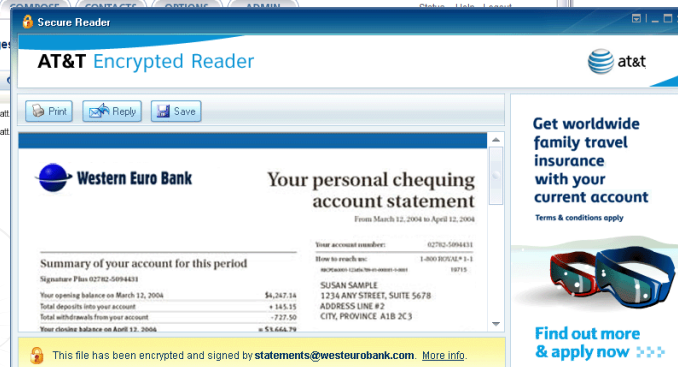 COMPOSE CONTACTS OPTIONS ADMIN
Status Help Logout
Secure Reader
AT&T Encrypted Reader
at&t
Print Reply Save
att
att
Western Euro Bank
Your personal chequing
account statement
From March 12, 2004 to April 12, 2004
Your account number: 02782-5094431
How to reach us: 1-800 ROYAL® 1-1
10715
Summary of your account for this period
Signature Plus 02782-5094431
Your opening balance on March 12, 2004 $4,247.14
Total deposits into your account + 145.15
Total withdrawals from your account -727.50
Your closing balance on April 12, 2004 = $3,664.79
SUSAN SAMPLE
1234 ANY STREET, SUITE 5678
ADDRESS LINE #2
CITY, PROVINCE A1B 2C3
This file has been encrypted and signed by statements@westeurobank.com. More info.
Get worldwide
family travel
insurance
with your
current account
Terms & conditions apply
Find out more
& apply now